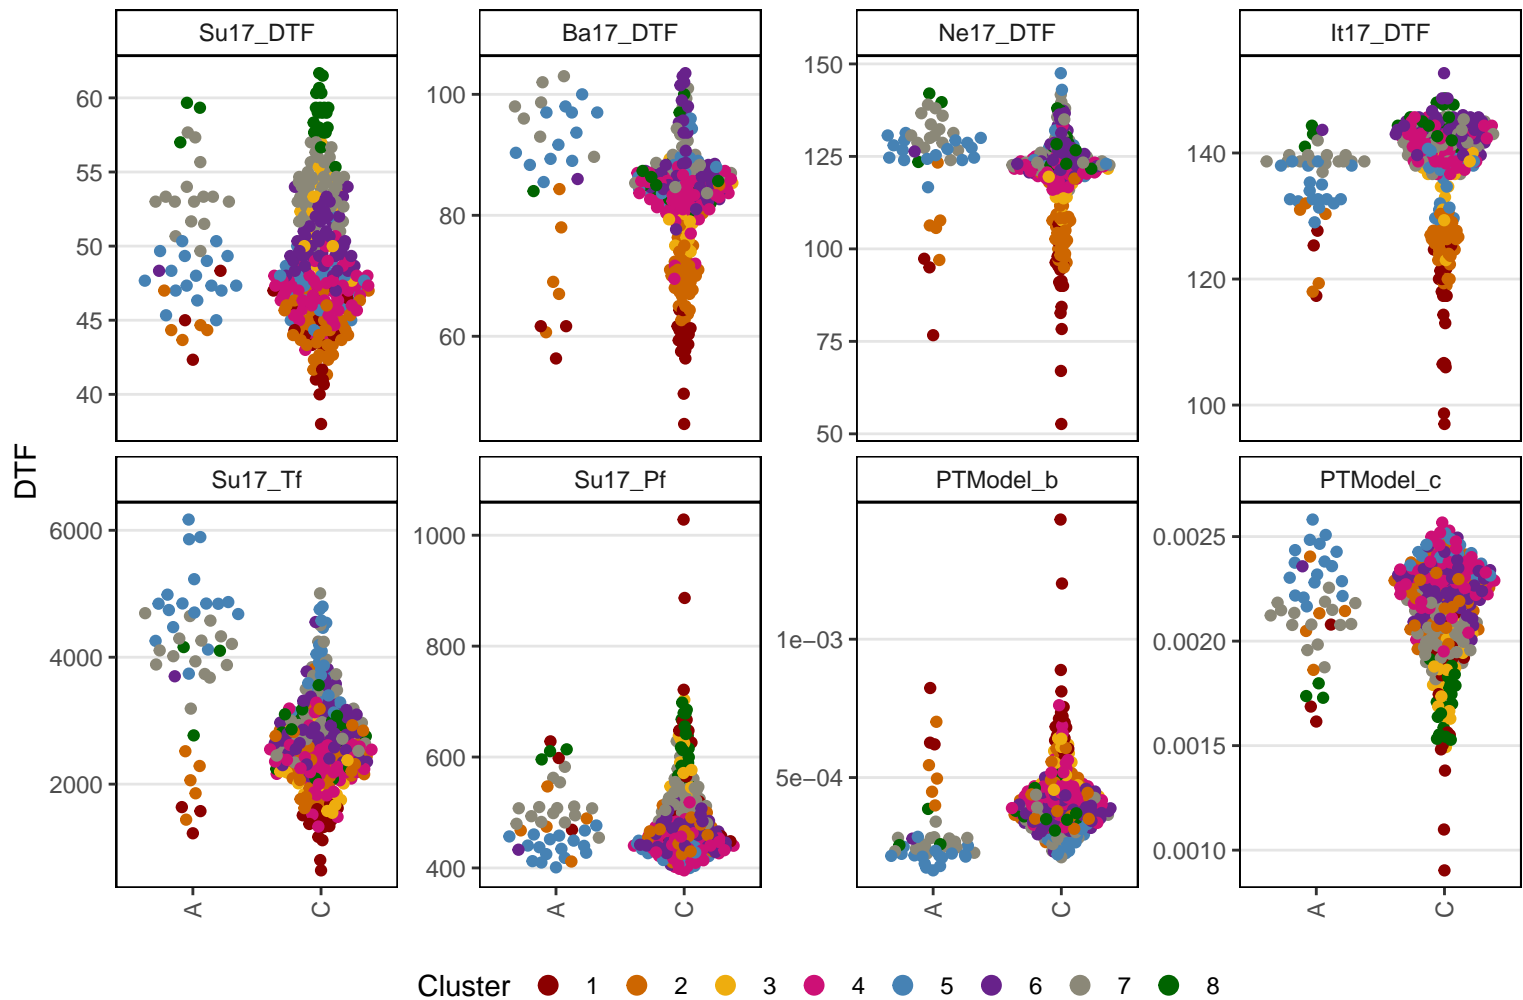 Su17_DTF Ba17_DTF Ne17_DTF It17_DTF
60 100 150 140
55 80 125 120
50 60 100 100
45 75
40 50
DTF
Su17_Tf Su17_Pf PTModel_b PTModel_c
6000 1000 1e−03 0.0025
4000 800 5e−04 0.0020
2000 600 0.0015
400 0.0010
A C A C A C A C
Cluster 1 2 3 4 5 6 7 8